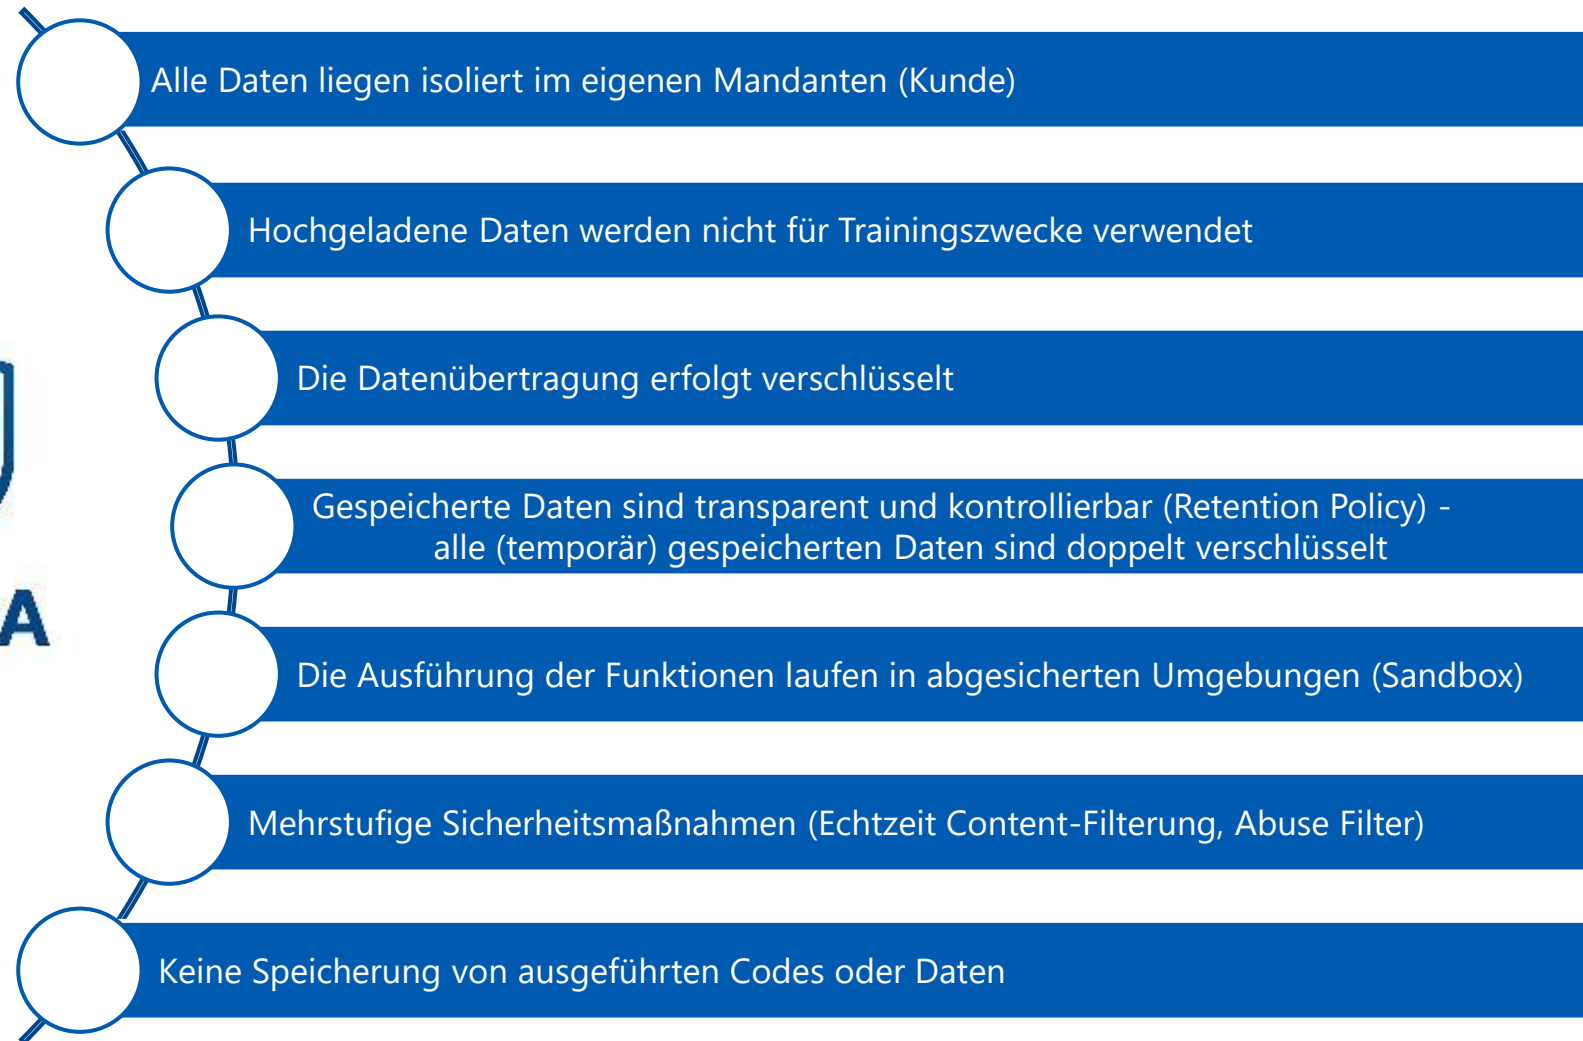 Alle Daten liegen isoliert im eigenen Mandanten (Kunde)
Hochgeladene Daten werden nicht für Trainingszwecke verwendet
Die Datenübertragung erfolgt verschlüsselt
Gespeicherte Daten sind transparent und kontrollierbar (Retention Policy) -
alle (temporär) gespeicherten Daten sind doppelt verschlüsselt
A
Die Ausführung der Funktionen laufen in abgesicherten Umgebungen (Sandbox)
Mehrstufige Sicherheitsmaßnahmen (Echtzeit Content-Filterung, Abuse Filter)
Keine Speicherung von ausgeführten Codes oder Daten